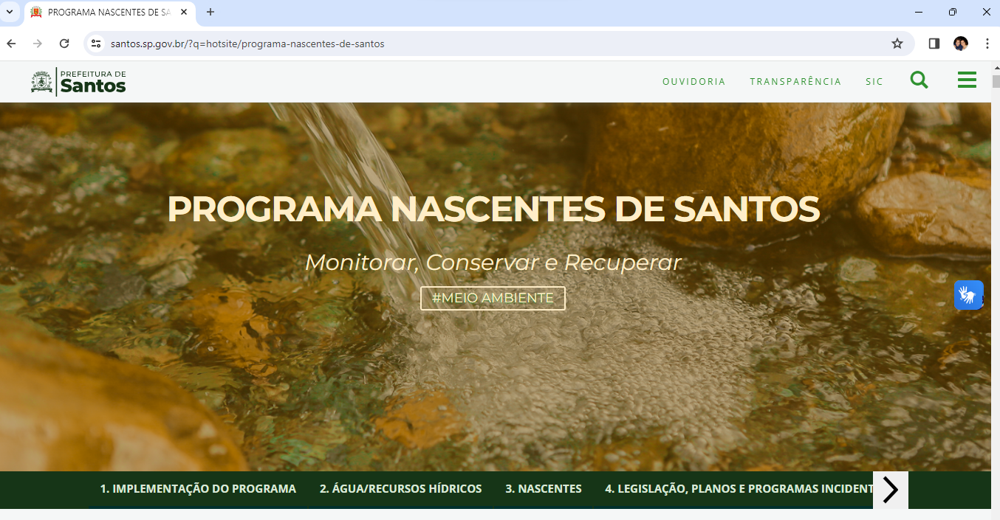 PROGRAMA NASCENTES DE SA
santos.sp.gov.br/?q=hotsite/programa-nascentes-de-santos
PREFEITURA DE
Santos
OUVIDORIA TRANSPARÊNCIA SIC
PROGRAMA NASCENTES DE SANTOS
Monitorar, Conservar e Recuperar
#MEIO AMBIENTE
1. IMPLEMENTAÇÃO DO PROGRAMA 2. ÁGUA/RECURSOS HÍDRICOS 3. NASCENTES 4. LEGISLAÇÃO, PLANOS E PROGRAMAS INCIDENT